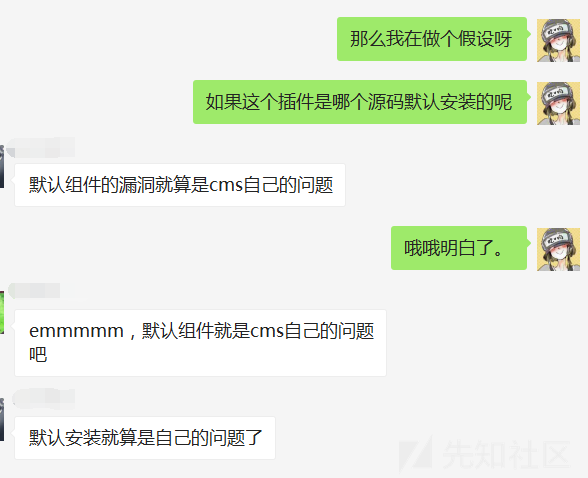 那么我在做个假设呀
如果这个插件是哪个源码默认安装的呢
默认组件的漏洞就算是cms自己的问题
哦哦明白了。
emmmmm，默认组件就是cms自己的问题
吧
默认安装就算是自己的问题了
先知社区